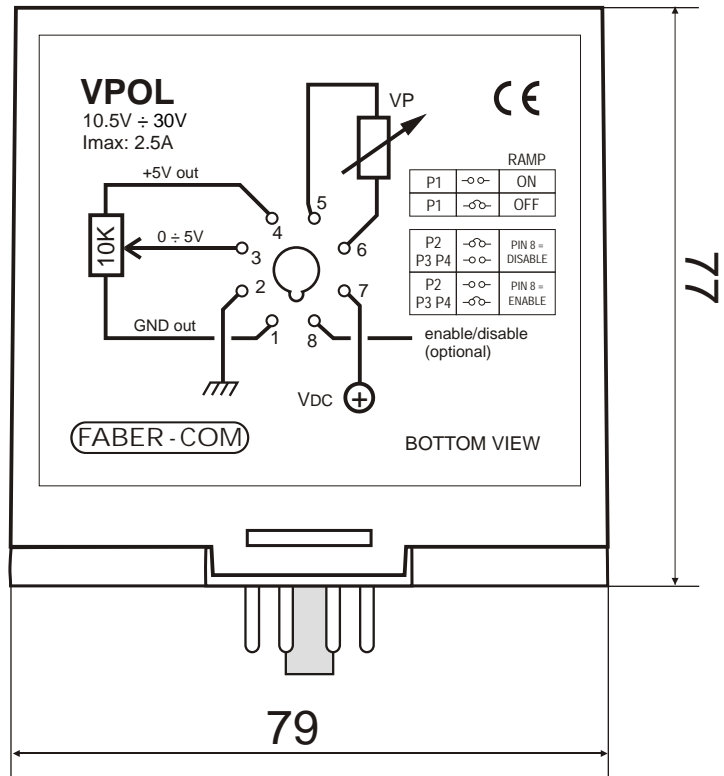 VPOL
10.5V ÷ 30V
Imax: 2.5A
VP
CE
+5V out
10K
0 ÷ 5V
GND out
1
2
3
4
5
6
7
8
RAMP
P1 ON
P1 OFF
P2
P3 P4
PIN 8 =
DISABLE
P2
P3 P4
PIN 8 =
ENABLE
enable/disable
(optional)
VDC
FABER-COM
BOTTOM VIEW
77
79